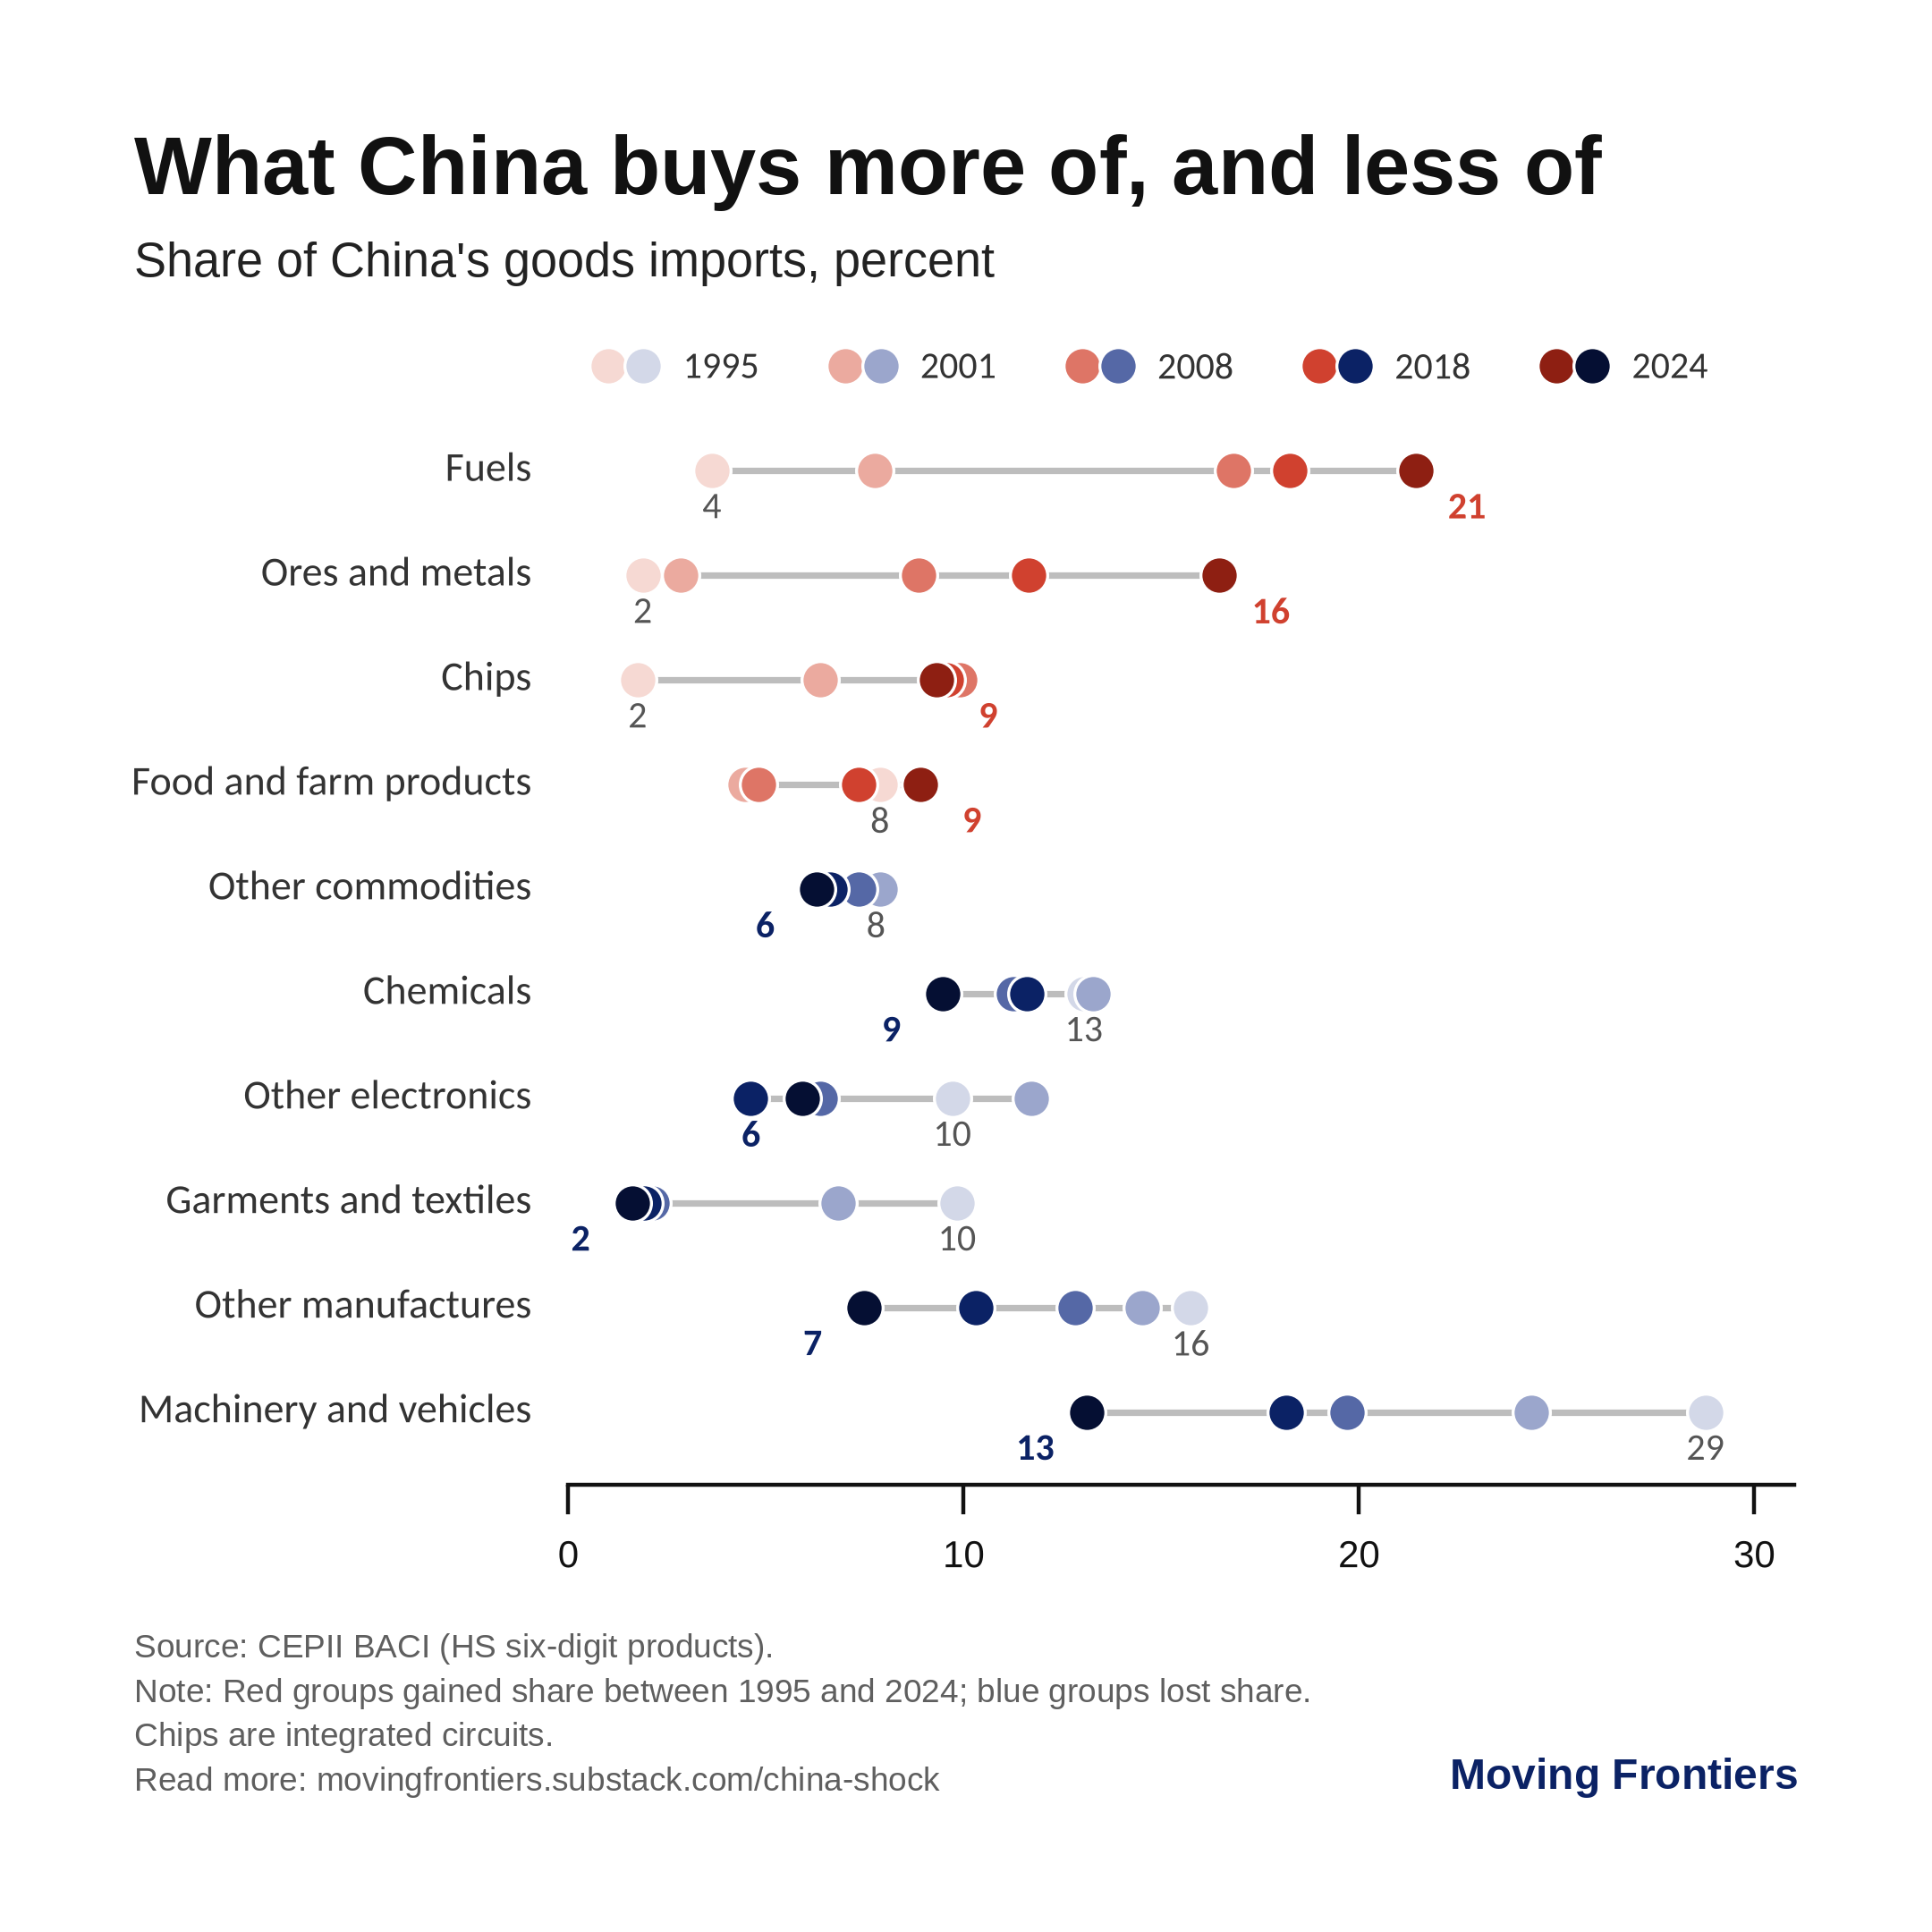 What China buys more of, and less of
Share of China's goods imports, percent
1995 2001 2008 2018 2024
Fuels
4 21
Ores and metals
2 16
Chips
2 9
Food and farm products
8 9
Other commodities
6 8
Chemicals
9 13
Other electronics
6 10
Garments and textiles
2 10
Other manufactures
7 16
Machinery and vehicles
13 29
0 10 20 30
Source: CEPII BACI (HS six-digit products).
Note: Red groups gained share between 1995 and 2024; blue groups lost share.
Chips are integrated circuits.
Read more: movingfrontiers.substack.com/china-shock
Moving Frontiers